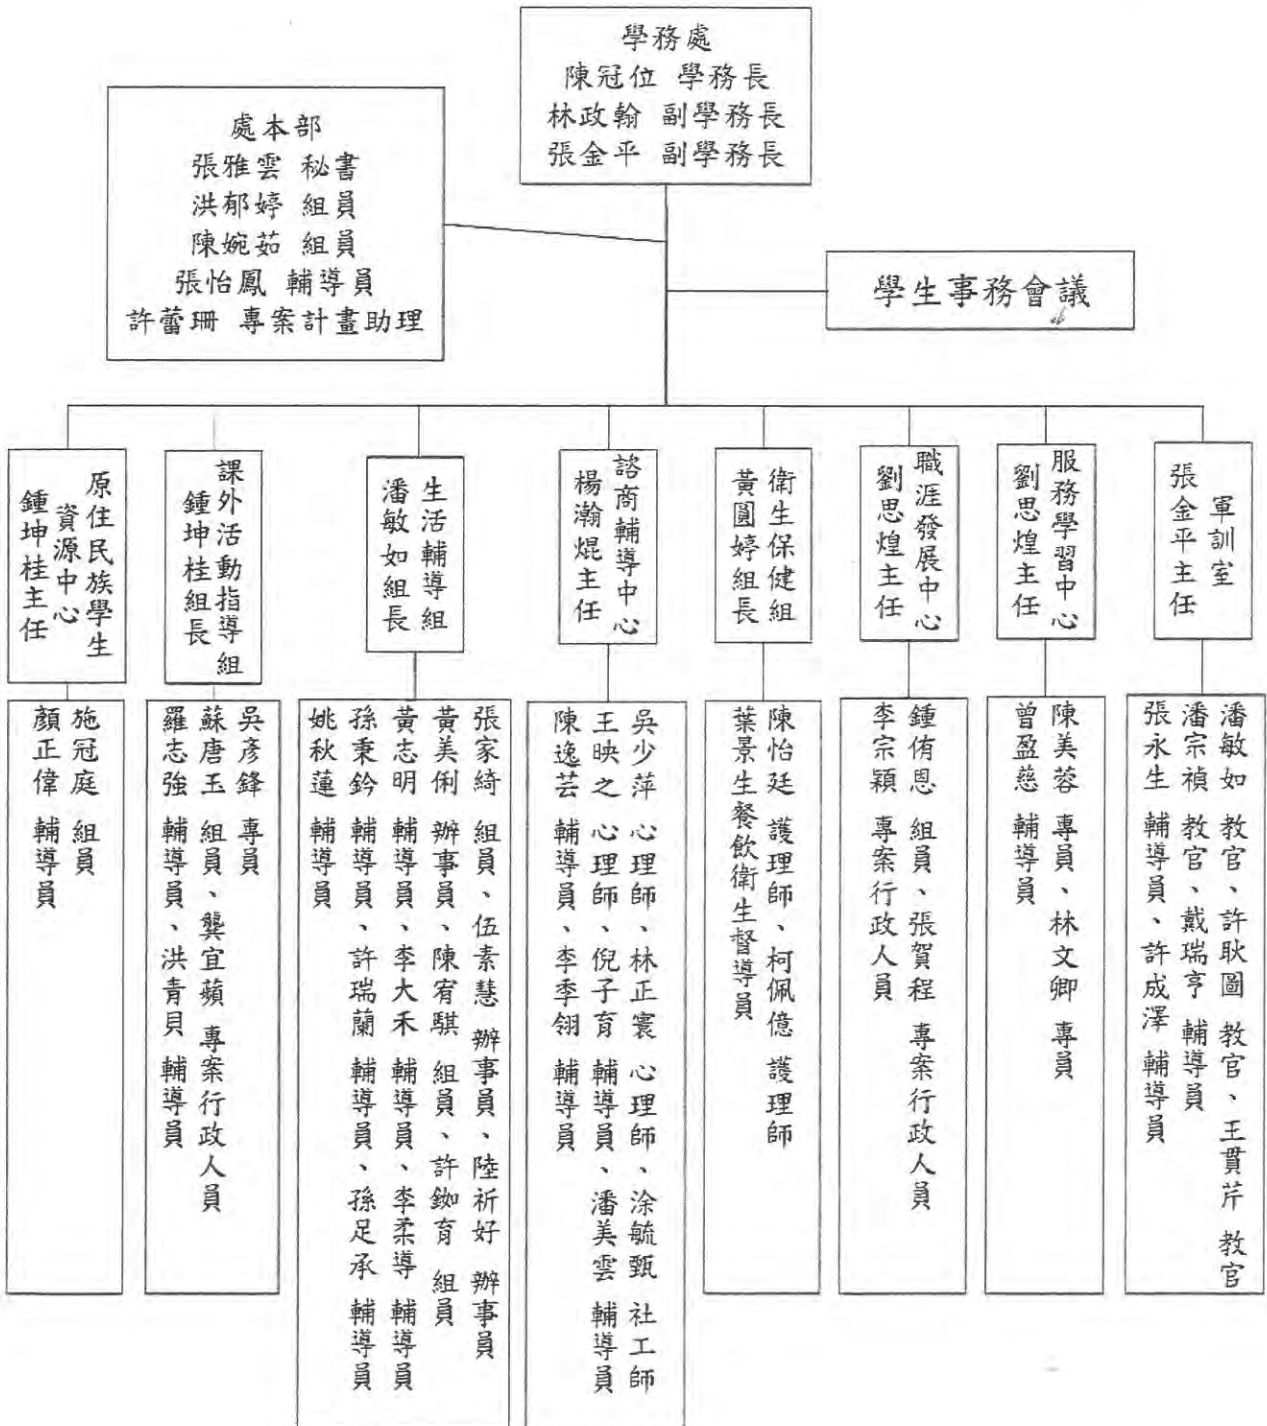 學務處
陳冠位 學務長
林政翰 副學務長
張金平 副學務長
處本部
張雅雲 秘書
洪郁婷 組員
陳婉茹 組員
張怡鳳 輔導員
許蕾珊 專案計畫助理
學生事務會議
軍訓室
張金平主任
潘敏如 教官、許耿圖 教官、王貫芹 教官
潘宗禎 教官、戴瑞亨 輔導員
張永生 輔導員、許成澤 輔導員
服務學習中心
劉思煌主任
陳美蓉 專員、林文卿 專員
曾盈慈 輔導員
職涯發展中心
劉思煌主任
鍾侑恩 組員、張賀程 專案行政人員
李宗穎 專案行政人員
衛生保健組
黃圓婷組長
陳怡廷 護理師、柯佩億 護理師
葉景生餐飲衛生督導員
諮商輔導中心
楊瀚焜主任
吳少萍 心理師、林正寰 心理師、涂毓甄 社工師
王映之 心理師、倪子育 輔導員、潘美雲 輔導員
陳逸芸 輔導員、李季翎 輔導員
生活輔導組
潘敏如組長
張家綺 組員、伍素慧 辦事員、陸祈妤 辦事員
黃美俐 辦事員、陳宥騏 組員、許鉫育 組員
黃志明 輔導員、李大禾 輔導員、李柔導 輔導員
孫秉鈐 輔導員、許瑞蘭 輔導員、孫足承 輔導員
姚秋蓮 輔導員
課外活動指導組
鍾坤桂組長
吳彥鋒 專員
蘇唐玉 組員、龔宜蘋 專案行政人員
羅志強 輔導員、洪青貝 輔導員
原住民族學生
資源中心
鍾坤桂主任
施冠庭 組員
顏正偉 輔導員